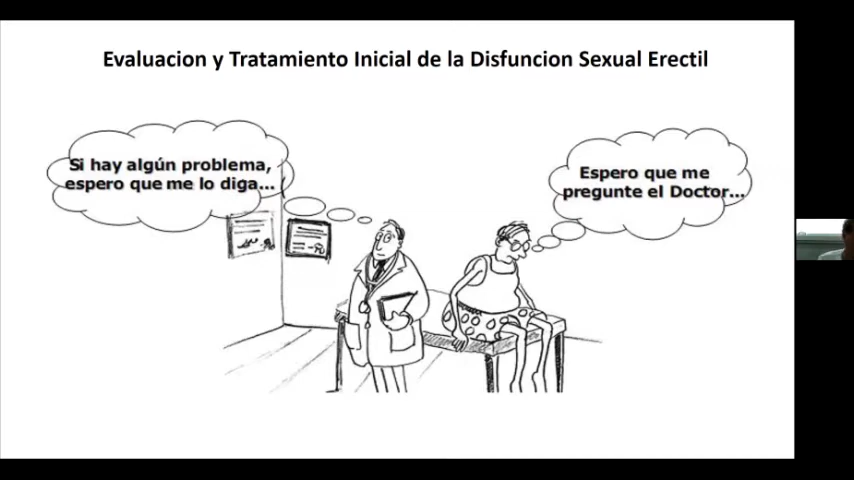 Evaluacion y Tratamiento Inicial de la Disfuncion Sexual Erectil
Si hay algún problema,
espero que me lo diga...
Espero que me
pregunte el Doctor...